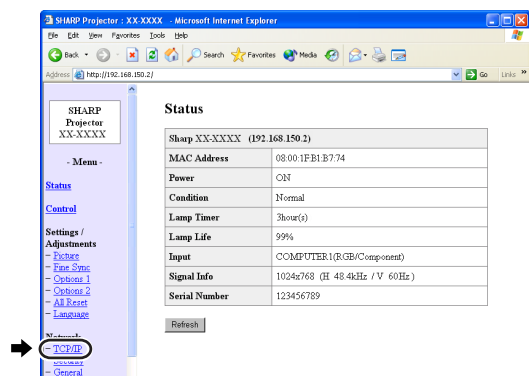 SHARP Projector : XX-XXXX - Microsoft Internet Explorer
File Edit View Favorites Tools Help
Back Search Favorites Media
Address http://192.168.150.2/ Go Links »
SHARP
Projector
XX-XXXX
- Menu -
Status
Control
Settings /
Adjustments
– Picture
– Fine Sync
– Options 1
– Options 2
– All Reset
– Language
Network
– TCP/IP
– Security
– General
Status
Sharp XX-XXXX (192.168.150.2)
MAC Address 08:00:1F:B1:B7:74
Power ON
Condition Normal
Lamp Timer 3hour(s)
Lamp Life 99%
Input COMPUTER1(RGB/Component)
Signal Info 1024x768 (H 48.4kHz / V 60Hz )
Serial Number 123456789
Refresh